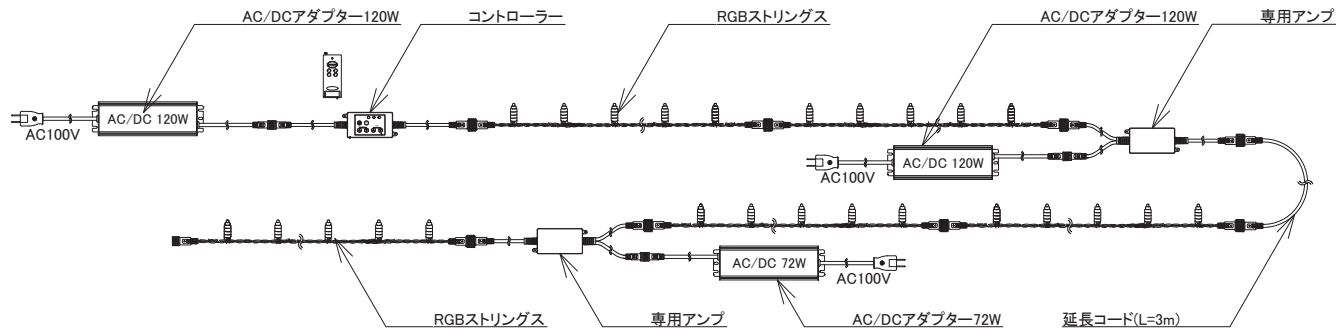 AC/DCアダプター120W
コントローラー
RGBストリングス
AC/DCアダプター120W
専用アンプ
AC/DC 120W
AC100V
AC/DC 120W
AC100V
AC/DC 72W
AC100V
RGBストリングス
専用アンプ
AC/DCアダプター72W
延長コード(L=3m)